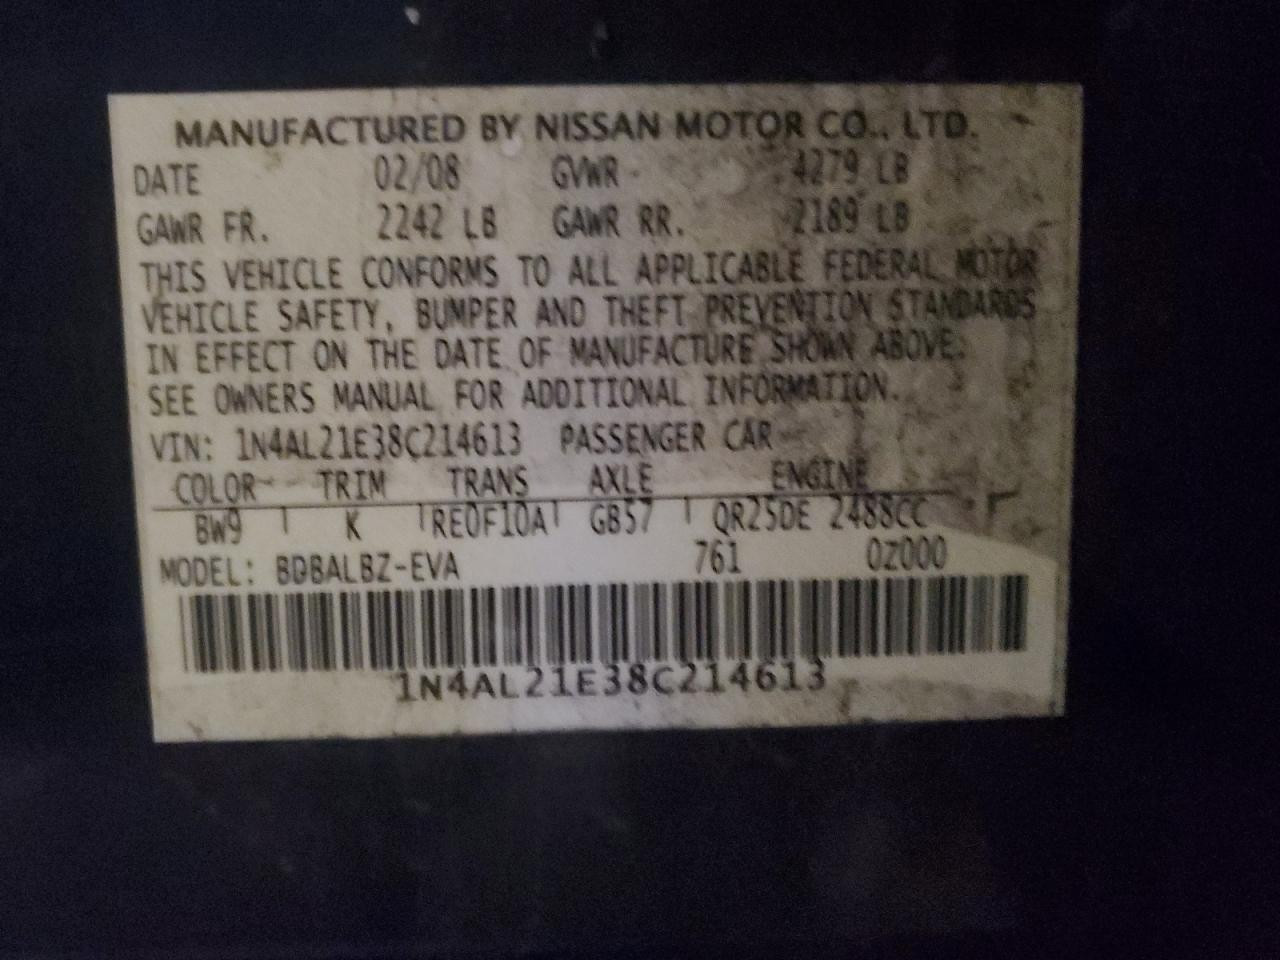 MANUFACTURED BY NISSAN MOTOR CO., LTD.
DATE 02/08 GVWR 4279 LB
GAWR FR. 2242 LB GAWR RR. 2189 LB
THIS VEHICLE CONFORMS TO ALL APPLICABLE FEDERAL MOTOR
VEHICLE SAFETY, BUMPER AND THEFT PREVENTION STANDARDS
IN EFFECT ON THE DATE OF MANUFACTURE SHOWN ABOVE.
SEE OWNERS MANUAL FOR ADDITIONAL INFORMATION.
VIN: 1N4AL21E38C214613 PASSENGER CAR
COLOR TRIM TRANS AXLE ENGINE
BW9 K RE0F10A GB57 QR25DE 2488CC
MODEL: BDBALBZ-EVA 761 0Z000
1N4AL21E38C214613